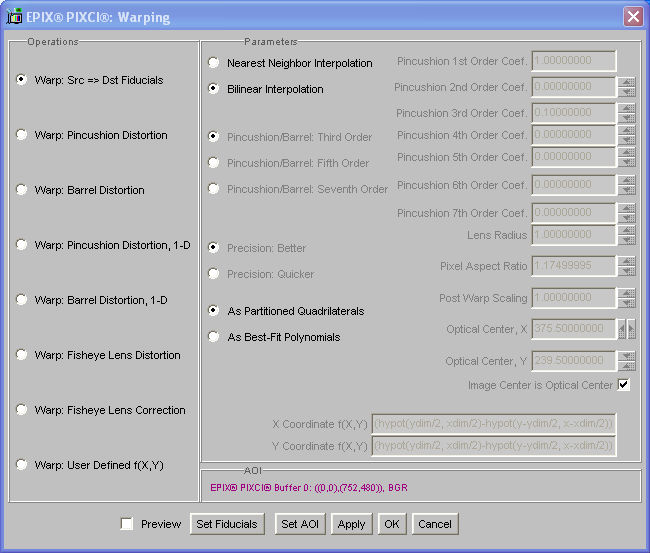 EPIX® PIXCI®: Warping
Operations
Warp: Src => Dst Fiducials
Warp: Pincushion Distortion
Warp: Barrel Distortion
Warp: Pincushion Distortion, 1-D
Warp: Barrel Distortion, 1-D
Warp: Fisheye Lens Distortion
Warp: Fisheye Lens Correction
Warp: User Defined f(X,Y)
Parameters
Nearest Neighbor Interpolation
Bilinear Interpolation
Pincushion/Barrel: Third Order
Pincushion/Barrel: Fifth Order
Pincushion/Barrel: Seventh Order
Precision: Better
Precision: Quicker
As Partitioned Quadrilaterals
As Best-Fit Polynomials
Pincushion 1st Order Coef. 1.00000000
Pincushion 2nd Order Coef. 0.00000000
Pincushion 3rd Order Coef. 0.10000000
Pincushion 4th Order Coef. 0.00000000
Pincushion 5th Order Coef. 0.00000000
Pincushion 6th Order Coef. 0.00000000
Pincushion 7th Order Coef. 0.00000000
Lens Radius 1.00000000
Pixel Aspect Ratio 1.17499995
Post Warp Scaling 1.00000000
Optical Center, X 375.50000000
Optical Center, Y 239.50000000
Image Center is Optical Center
X Coordinate f(X,Y) (hypot(ydim/2, xdim/2)-hypot(y-ydim/2, x-xdim/2))
Y Coordinate f(X,Y) (hypot(ydim/2, xdim/2)-hypot(y-ydim/2, x-xdim/2))
AOI
EPIX® PIXCI® Buffer 0: ((0,0),(752,480)), BGR
Preview Set Fiducials Set AOI Apply OK Cancel